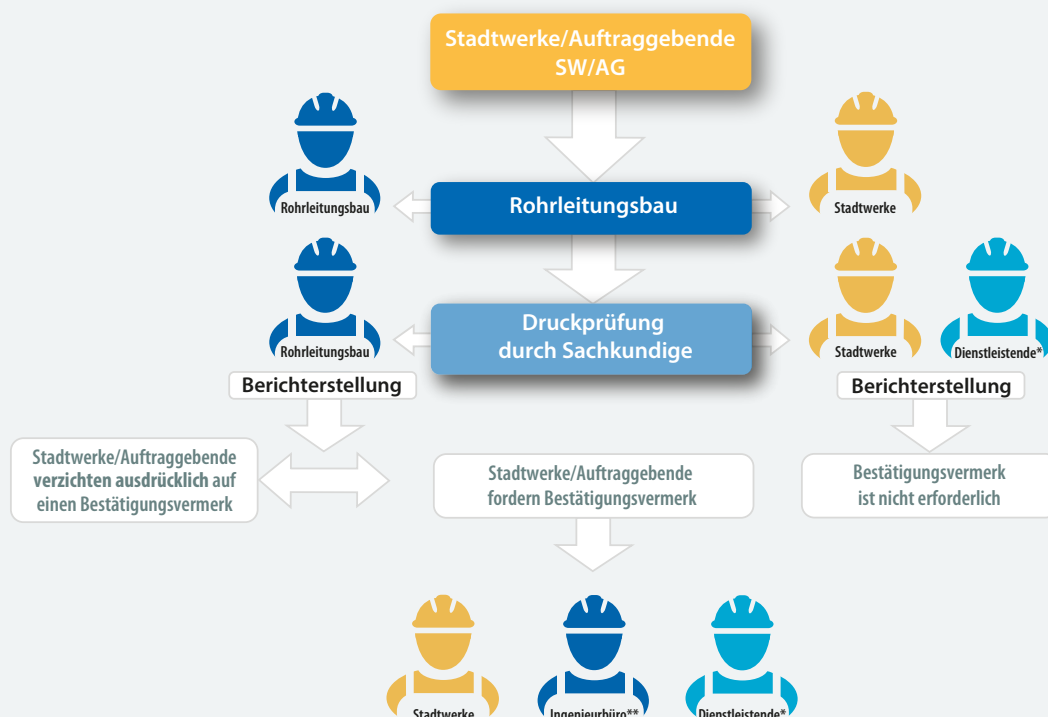 Stadtwerke/Auftraggebende
SW/AG
Rohrleitungsbau
Rohrleitungsbau
Stadtwerke
Rohrleitungsbau
Druckprüfung
durch Sachkundige
Stadtwerke
Dienstleistende*
Berichterstellung
Berichterstellung
Stadtwerke/Auftraggebende
verzichten ausdrücklich auf
einen Bestätigungsvermerk
Stadtwerke/Auftraggebende
fordern Bestätigungsvermerk
Bestätigungsvermerk
ist nicht erforderlich
Stadtwerke
Ingenieurbüro**
Dienstleistende*